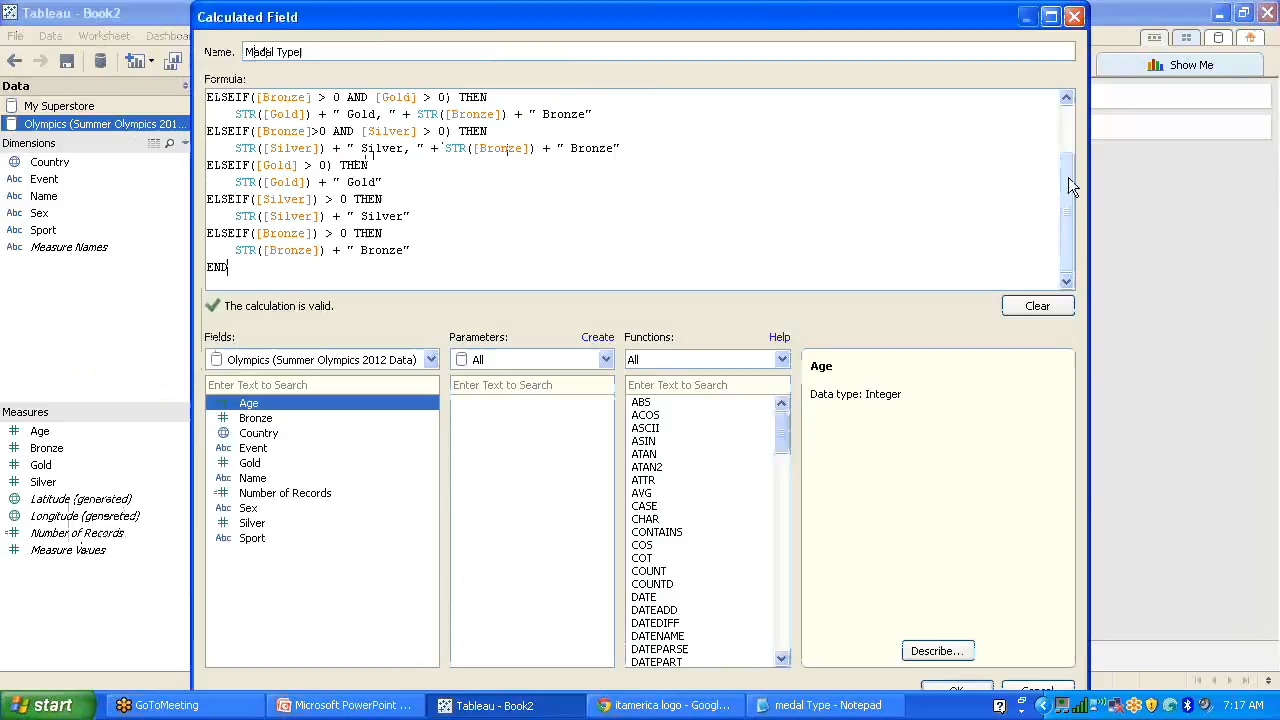 Tableau - Book2
Calculated Field
File Data Worksheet Dashboa
Name. Medal Type
Show Me
Formula:
Data
My Superstore
Olympics (Summer Olympics 201...
Dimensions
Country
Event
Name
Sex
Sport
Measure Names
ELSEIF([Bronze] > 0 AND [Gold] > 0) THEN
STR([Gold]) + " Gold, " + STR([Bronze]) + " Bronze"
ELSEIF([Bronze]>0 AND [Silver] > 0) THEN
STR([Silver]) + " Silver, " + STR([Bronze]) + " Bronze"
ELSEIF([Gold] > 0) THEN
STR([Gold]) + " Gold"
ELSEIF([Silver]) > 0 THEN
STR([Silver]) + " Silver"
ELSEIF([Bronze]) > 0 THEN
STR([Bronze]) + " Bronze"
END
The calculation is valid.
Clear
Fields:
Olympics (Summer Olympics 2012 Data)
Enter Text to Search
Age
Bronze
Country
Event
Gold
Name
Number of Records
Sex
Silver
Sport
Parameters: Create
All
Enter Text to Search
Functions: Help
All
Enter Text to Search
ABS
ACOS
ASCII
ASIN
ATAN
ATAN2
ATTR
AVG
CASE
CHAR
CONTAINS
COS
COT
COUNT
COUNTD
DATE
DATEADD
DATEDIFF
DATENAME
DATEPARSE
DATEPART
Age
Data type: Integer
Describe...
OK Cancel
Measures
Age
Bronze
Gold
Silver
Latitude (generated)
Longitude (generated)
Number of Records
Measure Values
start
GoToMeeting
Microsoft PowerPoint ...
Tableau - Book2
itamerica logo - Googl...
medal Type - Notepad
7:17 AM